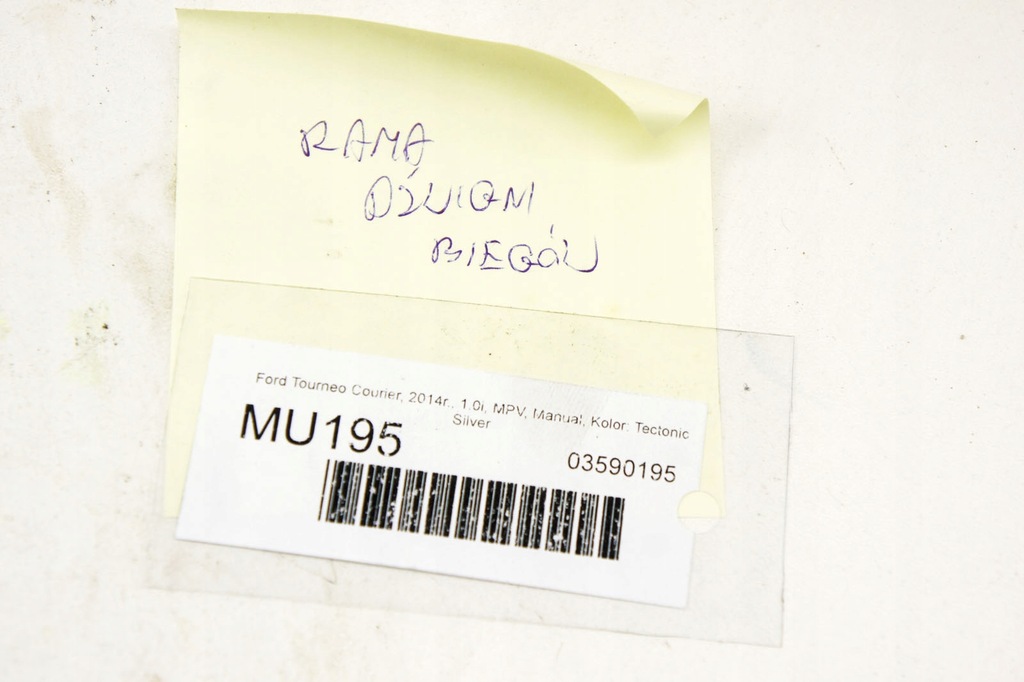 RAMA
DŹWIGNI
BIEGÓW
Ford Tourneo Courier, 2014r., 1.0i, MPV, Manual, Kolor: Tectonic
Silver
MU195
03590195